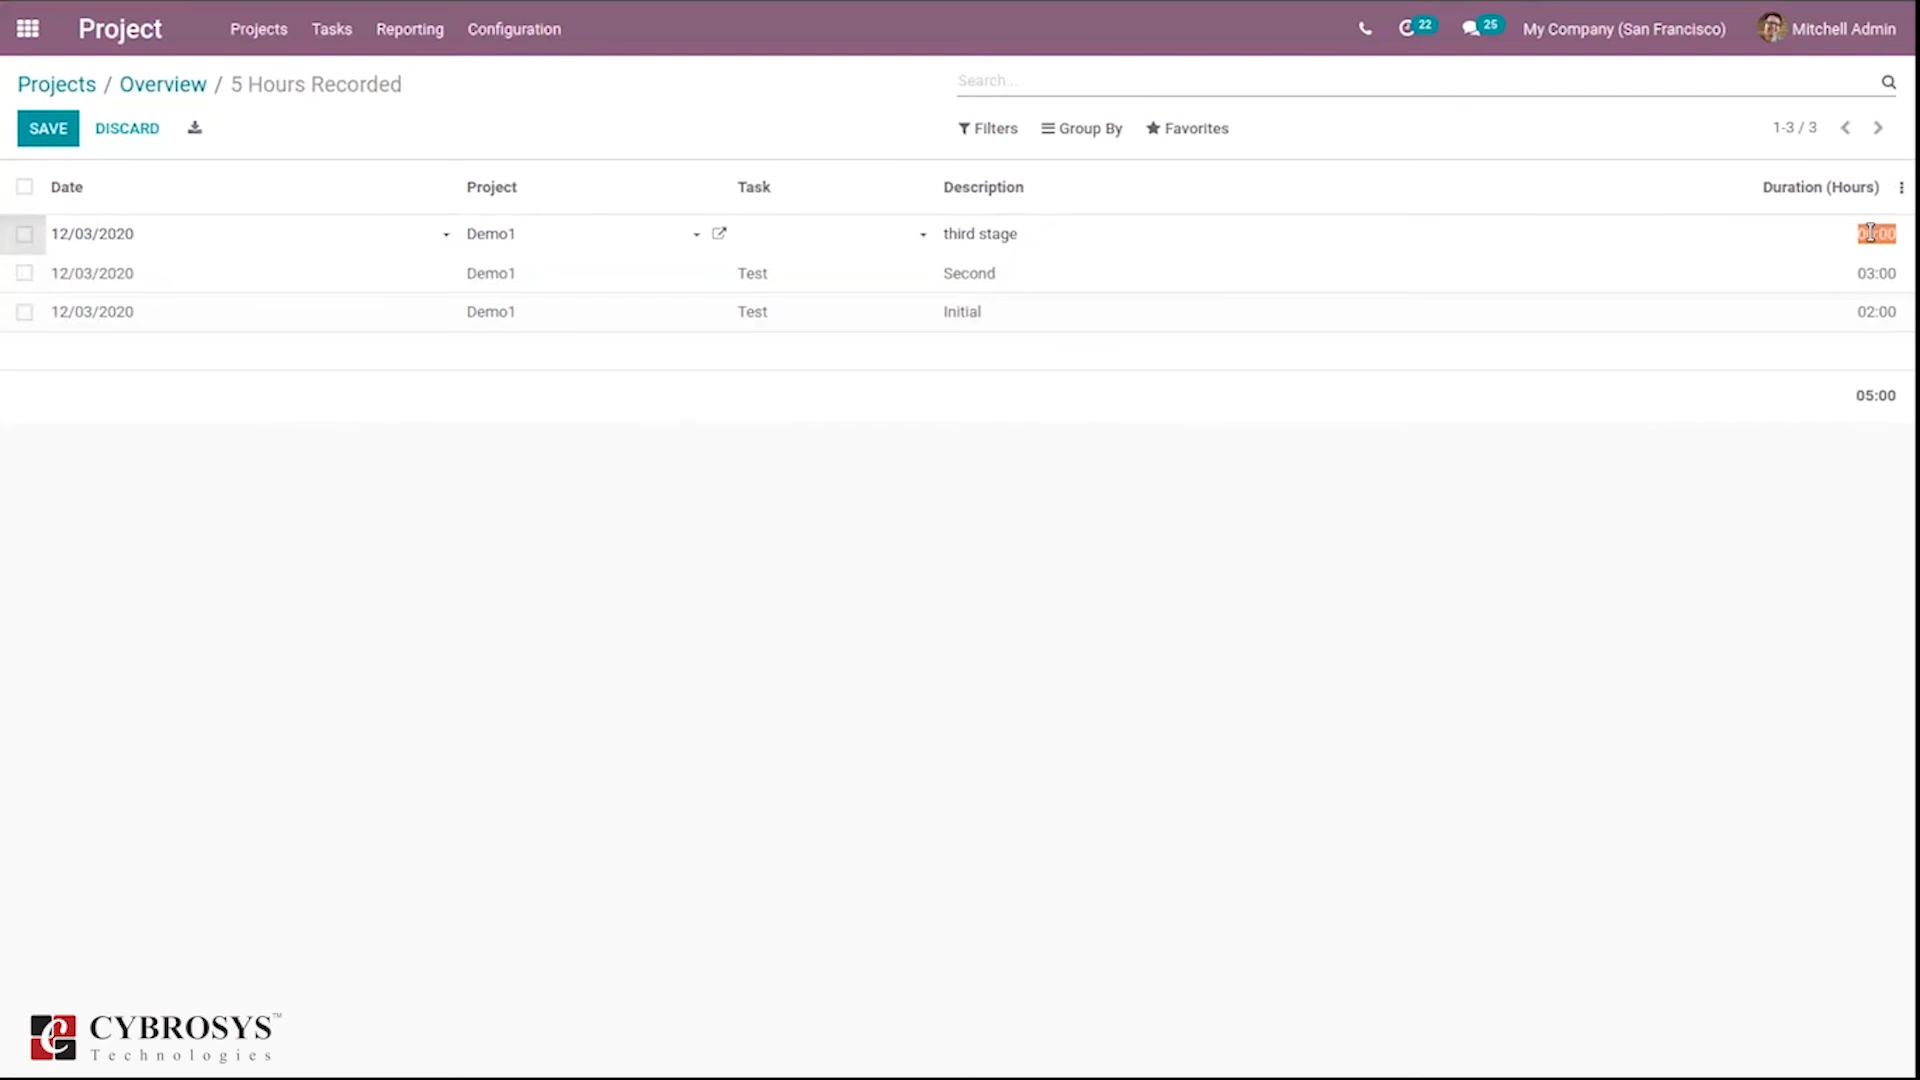 Project Projects Tasks Reporting Configuration 22 25 My Company (San Francisco) Mitchell Admin
Projects / Overview / 5 Hours Recorded Search...
SAVE DISCARD Filters Group By Favorites 1-3 / 3
Date Project Task Description Duration (Hours)
12/03/2020 Demo1 third stage
12/03/2020 Demo1 Test Second 03:00
12/03/2020 Demo1 Test Initial 02:00
05:00
CYBROSYS™
Technologies